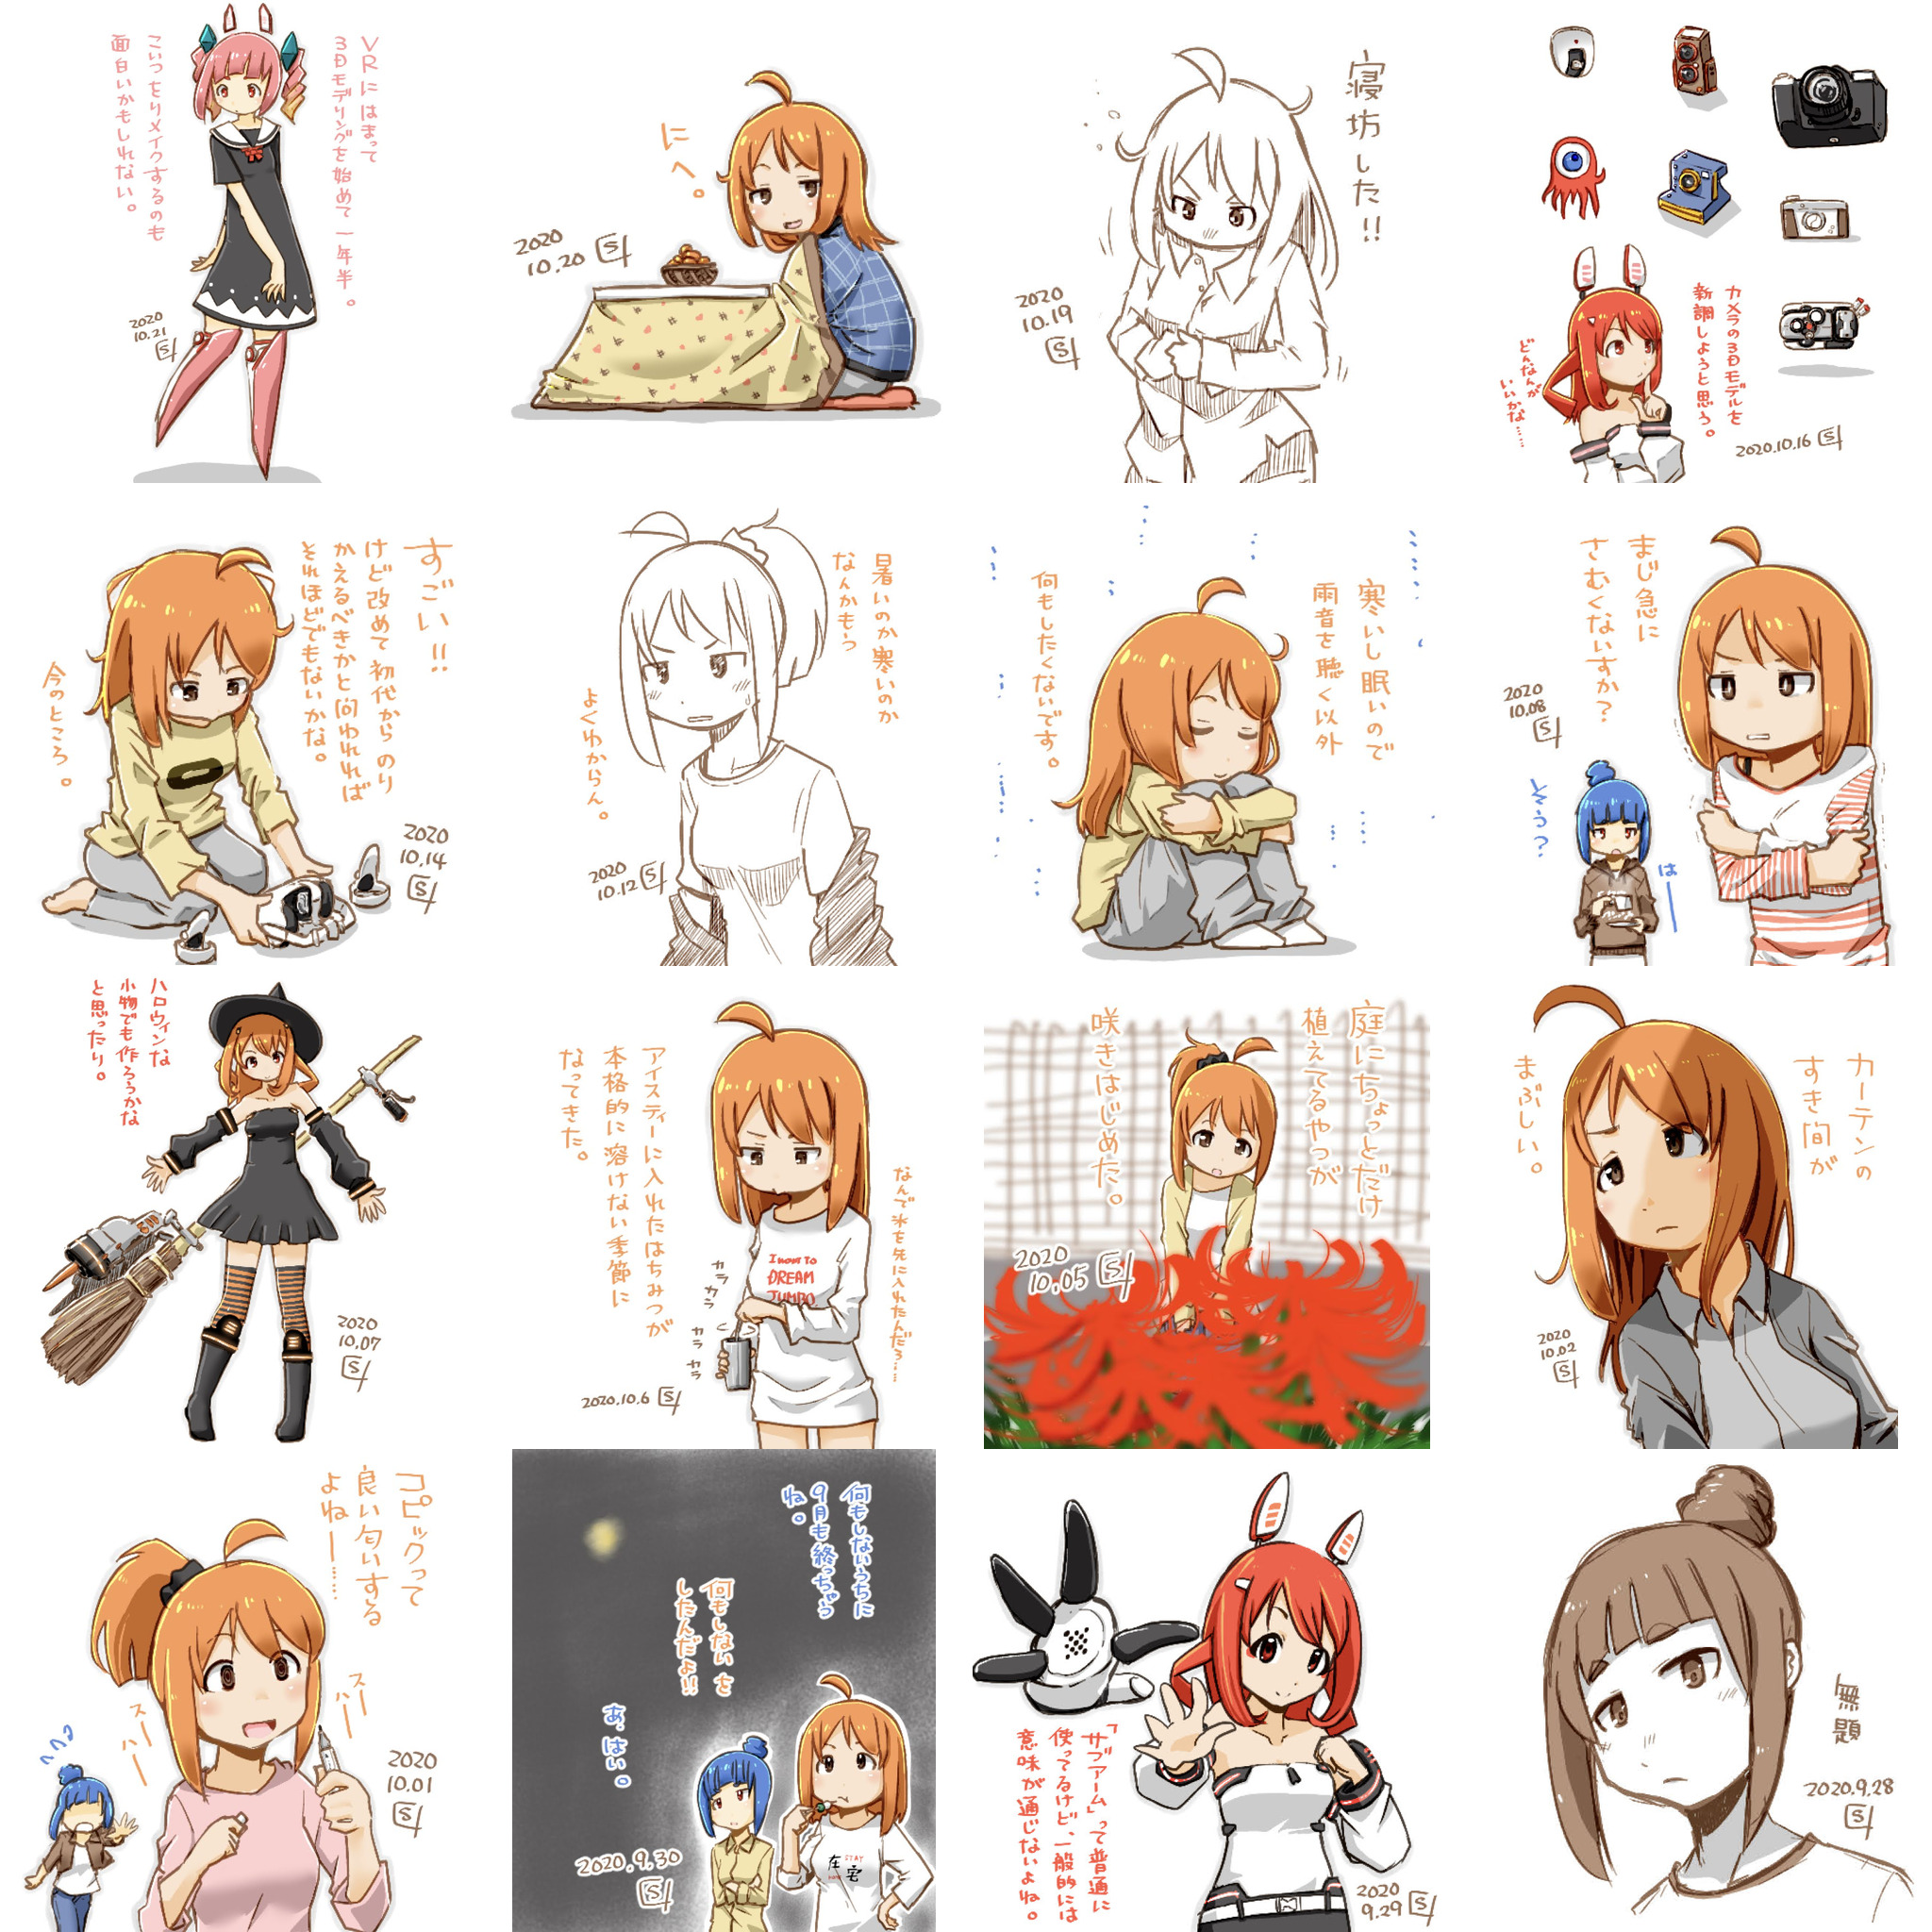 VRにはまって
3Dモデリングを始めて一年半。
こいつをリメイクするのも
面白いかもしれない。
2020
10.21
にへ。
2020
10.20
寝坊した!!
2020
10.19
カメラの3Dモデルを
新調しようと思う。
どんなんが
いいかな……
2020.10.16
すごい!!
けど改めて初代からのり
かえるべきかと問われれば
それほどでもないかな。
今のところ。
2020
10.14
暑いのか寒いのか
なんかもう
よくわからん。
2020
10.12
寒いし眠いので
雨音を聴く以外
何もしたくないです。
まじ急に
さむくないすか?
2020
10.08
そう?
はー
ハロウィンな
小物でも作ろうかな
と思ったり。
2020
10.07
アイスティーに入れたはちみつが
本格的に溶けない季節に
なってきた。
なんで氷を先に入れたんだろ……
カラカラ
カラカラ
I WANT TO
DREAM
JUMBO
2020.10.6
庭にちょっとだけ
植えてるやつが
咲きはじめた。
2020
10.05
カーテンの
すき間が
まぶしい。
2020
10.02
コピックって
良い匂いする
よねー……
スーハー
スーハー
2020
10.01
何もしないうちに
9月も終っちゃう
ね。
何もしないを
したんだよ!!
あ、はい。
在宅
STAY
2020.9.30
「サブアーム」って普通に
使ってるけど、一般的には
意味が通じないよね。
2020
9.29
無題
2020.9.28